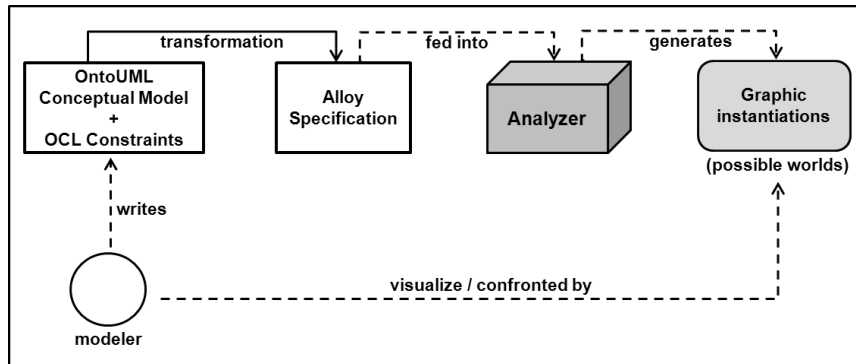 transformation
fed into
generates
OntoUML
Conceptual Model
+
OCL Constraints
Alloy
Specification
Analyzer
Graphic
instantiations
(possible worlds)
writes
visualize / confronted by
modeler